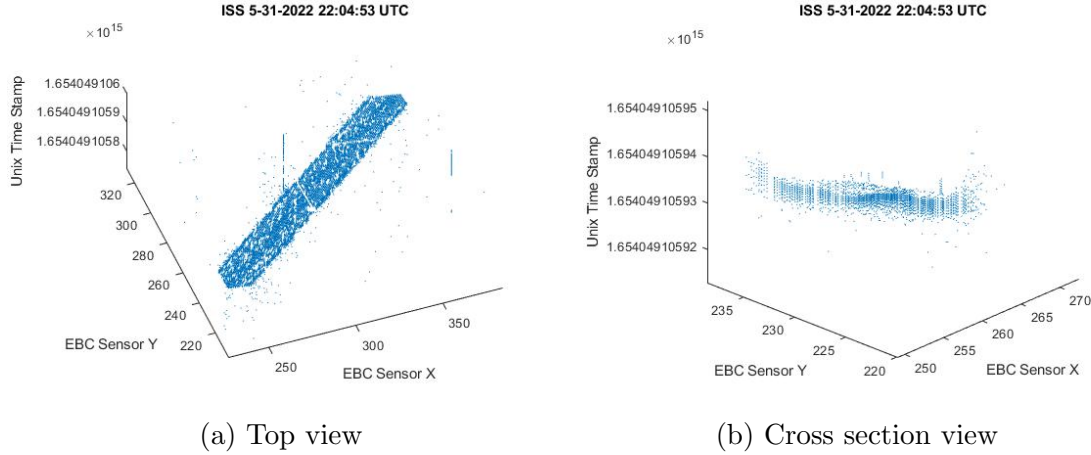 ISS 5-31-2022 22:04:53 UTC
×10^15
1.654049106
1.6540491059
1.6540491058
Unix Time Stamp
320
300
280
260
240
220
EBC Sensor Y
250
300
350
EBC Sensor X
(a) Top view
ISS 5-31-2022 22:04:53 UTC
×10^15
1.65404910595
1.65404910594
1.65404910593
1.65404910592
Unix Time Stamp
235
230
225
220
EBC Sensor Y
250
255
260
265
270
EBC Sensor X
(b) Cross section view